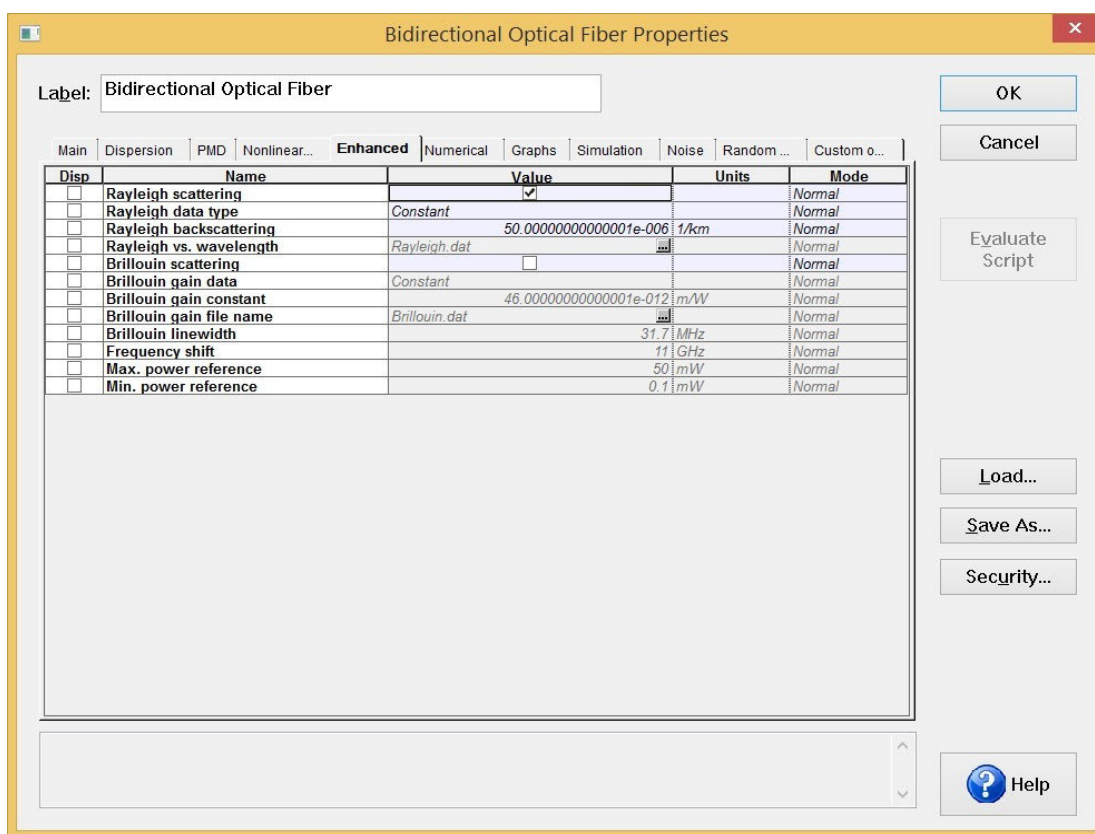 Bidirectional Optical Fiber Properties
Label: Bidirectional Optical Fiber
OK
Cancel
Main Dispersion PMD Nonlinear... Enhanced Numerical Graphs Simulation Noise Random ... Custom o...
Disp Name Value Units Mode
Rayleigh scattering Normal
Rayleigh data type Constant Normal
Rayleigh backscattering 50.00000000000001e-006 1/km Normal
Rayleigh vs. wavelength Rayleigh.dat ... Normal
Brillouin scattering Normal
Brillouin gain data Constant Normal
Brillouin gain constant 46.00000000000001e-012 m/W Normal
Brillouin gain file name Brillouin.dat ... Normal
Brillouin linewidth 31.7 MHz Normal
Frequency shift 11 GHz Normal
Max. power reference 50 mW Normal
Min. power reference 0.1 mW Normal
Evaluate
Script
Load...
Save As...
Security...
Help